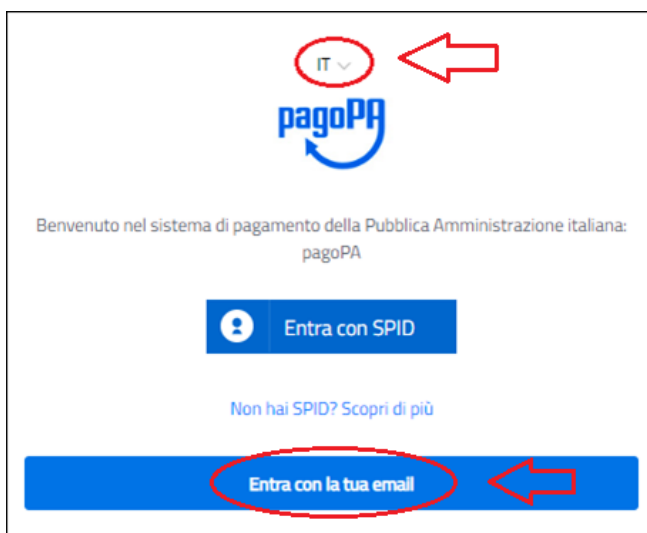 IT
pagoPA
Benvenuto nel sistema di pagamento della Pubblica Amministrazione italiana:
pagoPA
Entra con SPID
Non hai SPID? Scopri di più
Entra con la tua email